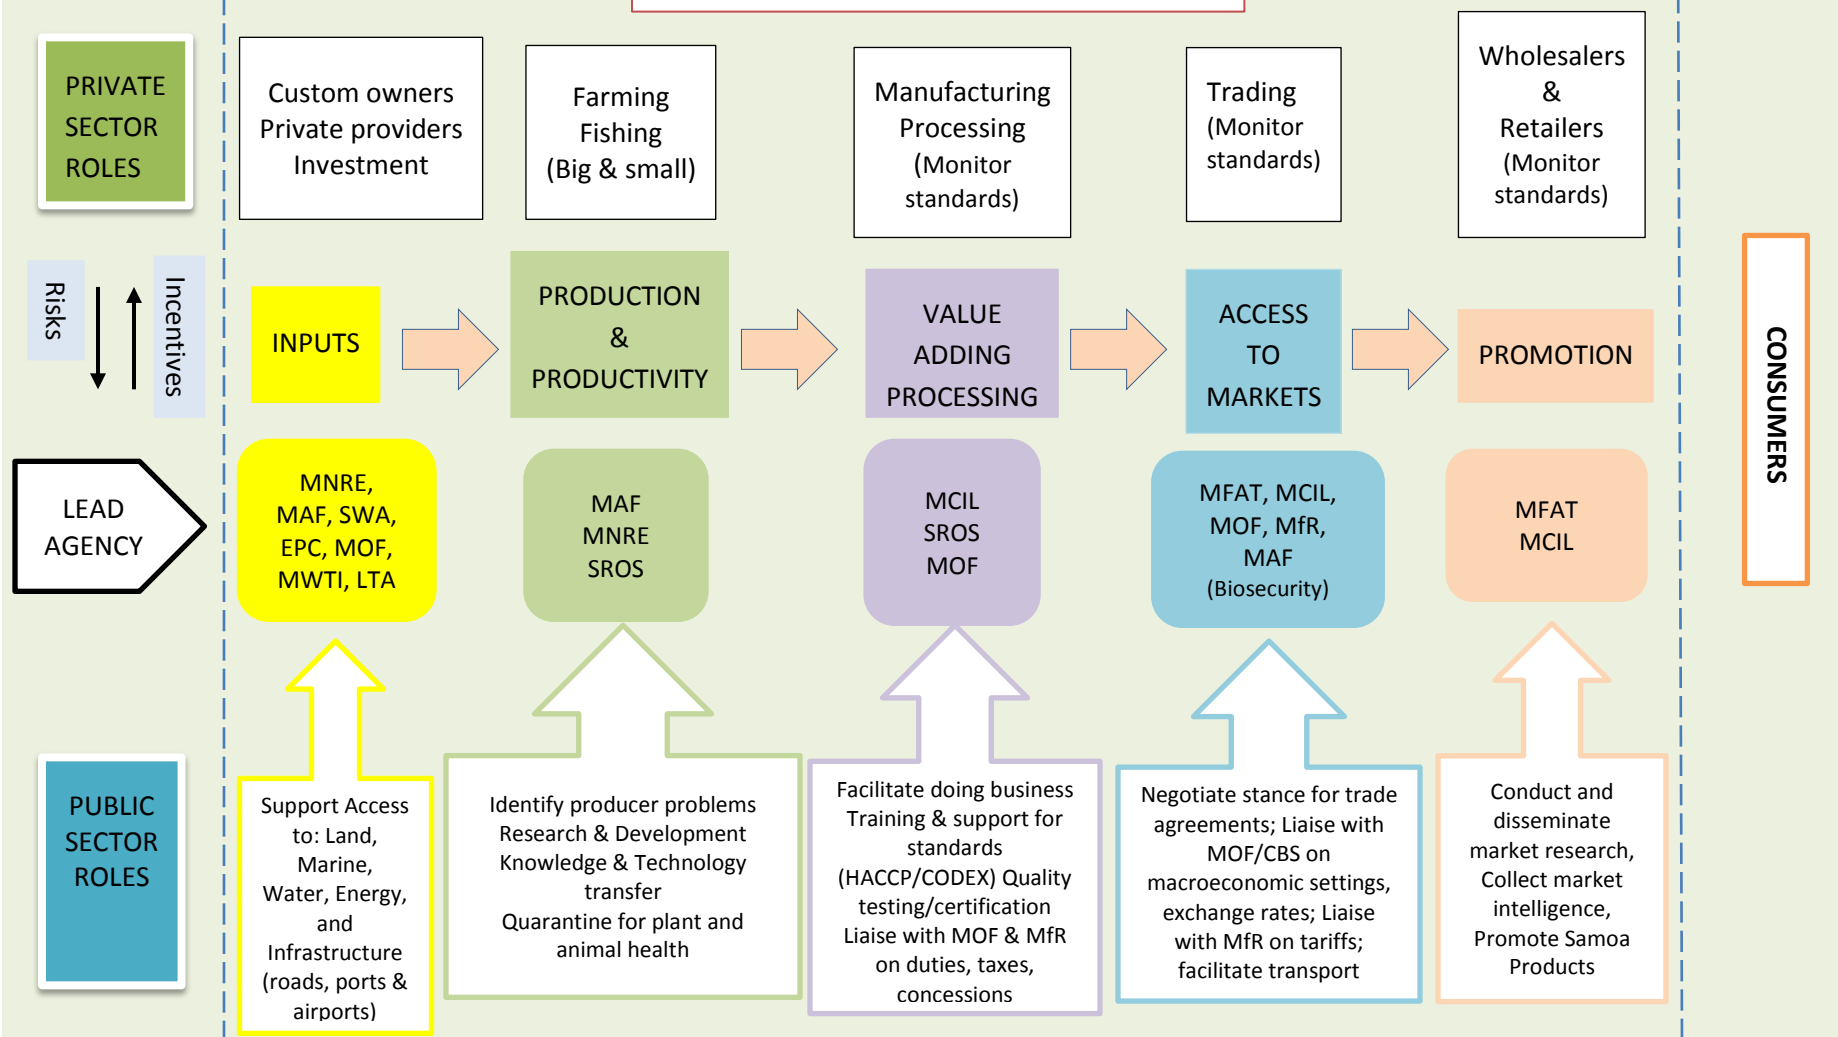 PRIVATE
SECTOR
ROLES
Custom owners
Private providers
Investment
Farming
Fishing
(Big & small)
Manufacturing
Processing
(Monitor
standards)
Trading
(Monitor
standards)
Wholesalers
&
Retailers
(Monitor
standards)
Risks
Incentives
INPUTS
PRODUCTION
&
PRODUCTIVITY
VALUE
ADDING
PROCESSING
ACCESS
TO
MARKETS
PROMOTION
CONSUMERS
LEAD
AGENCY
MNRE,
MAF, SWA,
EPC, MOF,
MWTI, LTA
MAF
MNRE
SROS
MCIL
SROS
MOF
MFAT, MCIL,
MOF, MfR,
MAF
(Biosecurity)
MFAT
MCIL
PUBLIC
SECTOR
ROLES
Support Access
to: Land,
Marine,
Water, Energy,
and
Infrastructure
(roads, ports &
airports)
Identify producer problems
Research & Development
Knowledge & Technology
transfer
Quarantine for plant and
animal health
Facilitate doing business
Training & support for
standards
(HACCP/CODEX) Quality
testing/certification
Liaise with MOF & MfR
on duties, taxes,
concessions
Negotiate stance for trade
agreements; Liaise with
MOF/CBS on
macroeconomic settings,
exchange rates; Liaise
with MfR on tariffs;
facilitate transport
Conduct and
disseminate
market research,
Collect market
intelligence,
Promote Samoa
Products